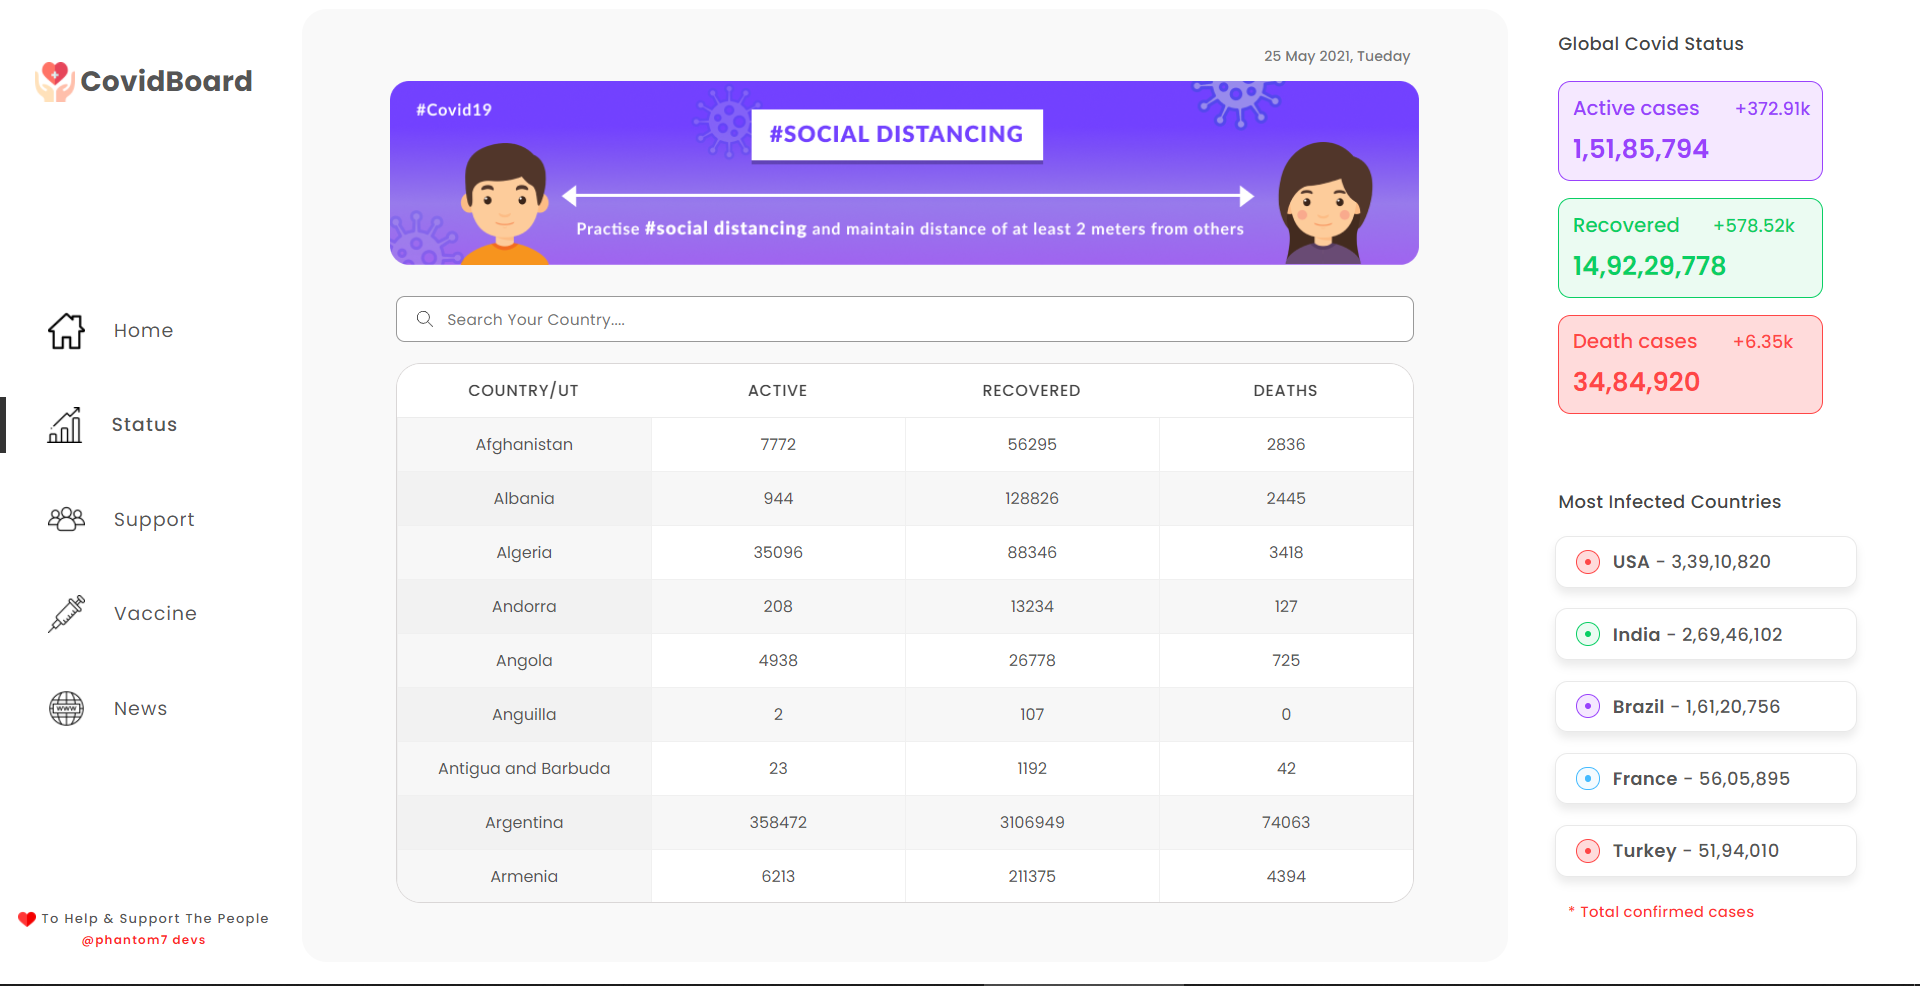 CovidBoard
Home
Status
Support
Vaccine
News
To Help & Support The People
@phantom7 devs
25 May 2021, Tueday
#Covid19
#SOCIAL DISTANCING
Practise #social distancing and maintain distance of at least 2 meters from others
Search Your Country....
COUNTRY/UT ACTIVE RECOVERED DEATHS
Afghanistan 7772 56295 2836
Albania 944 128826 2445
Algeria 35096 88346 3418
Andorra 208 13234 127
Angola 4938 26778 725
Anguilla 2 107 0
Antigua and Barbuda 23 1192 42
Argentina 358472 3106949 74063
Armenia 6213 211375 4394
Global Covid Status
Active cases +372.91k
1,51,85,794
Recovered +578.52k
14,92,29,778
Death cases +6.35k
34,84,920
Most Infected Countries
USA - 3,39,10,820
India - 2,69,46,102
Brazil - 1,61,20,756
France - 56,05,895
Turkey - 51,94,010
* Total confirmed cases